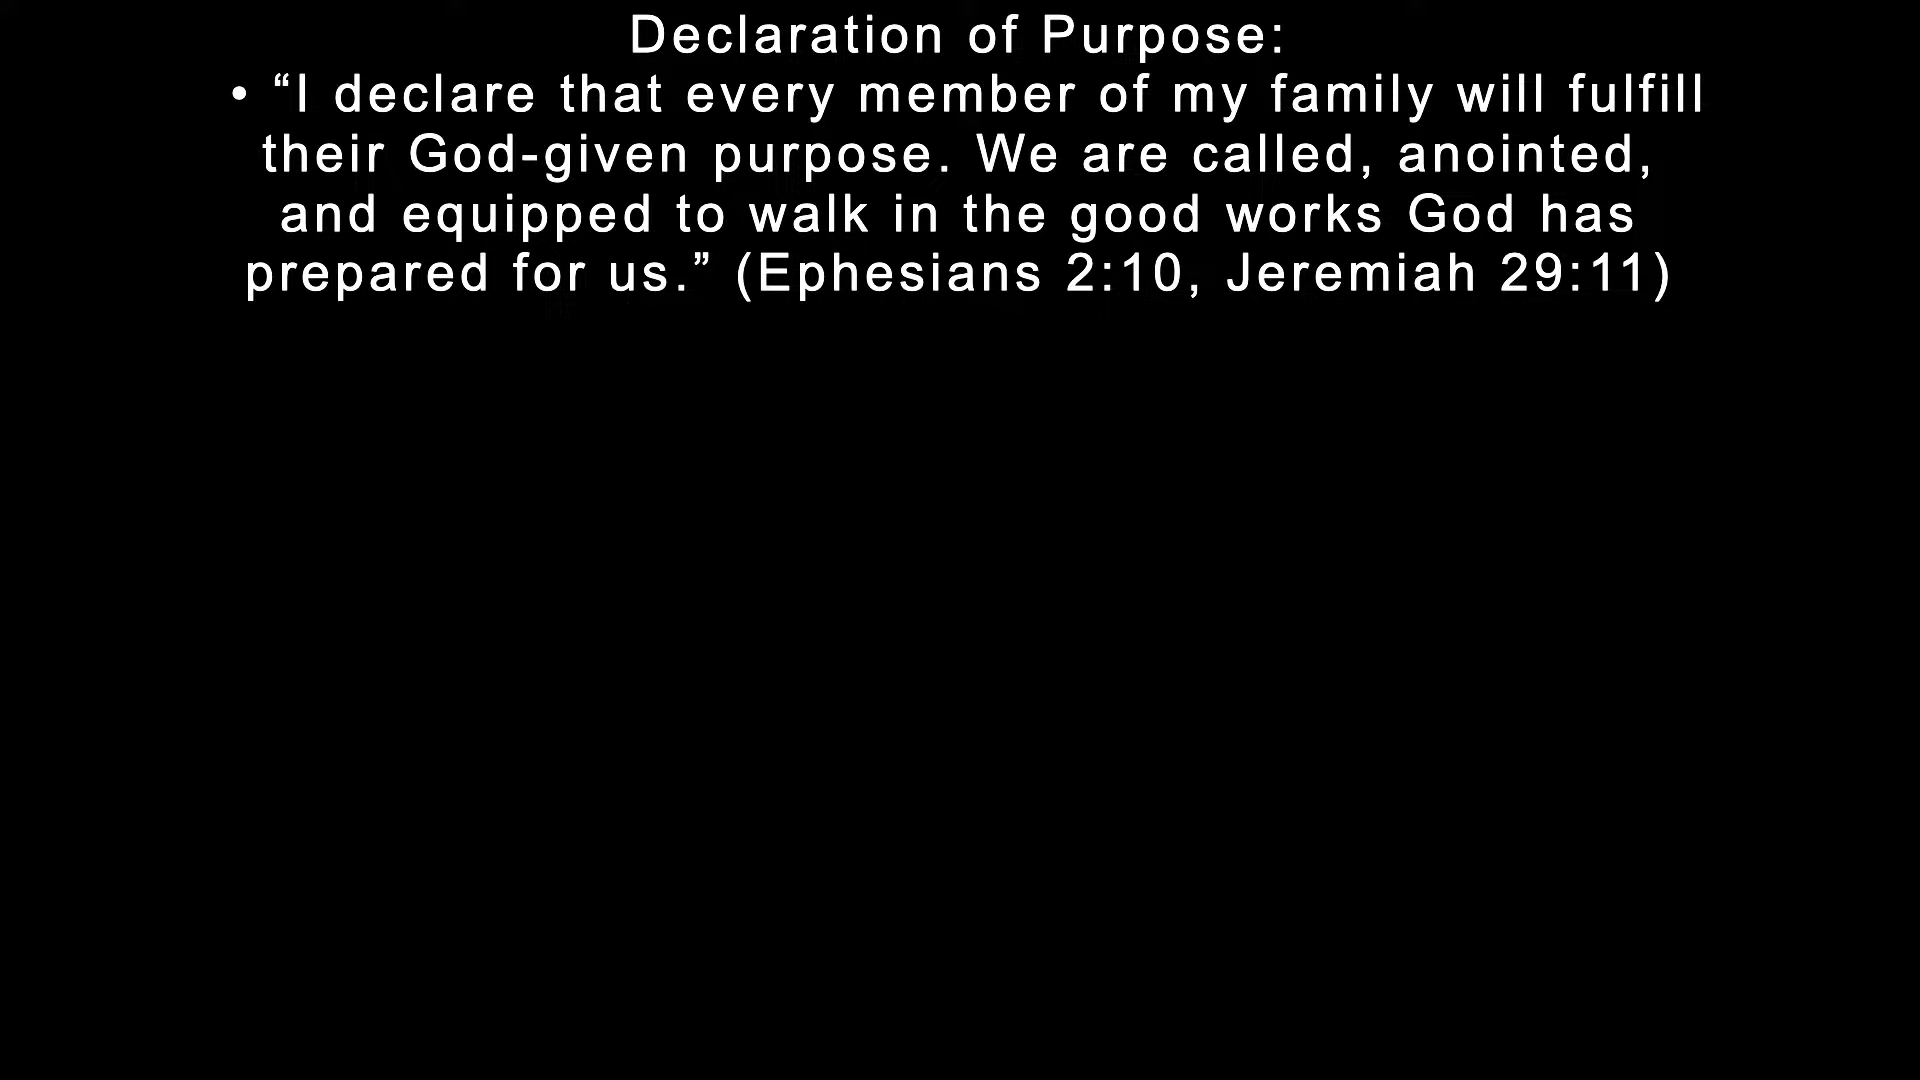 Declaration of Purpose:
• “I declare that every member of my family will fulfill
their God-given purpose. We are called, anointed,
and equipped to walk in the good works God has
prepared for us.” (Ephesians 2:10, Jeremiah 29:11)